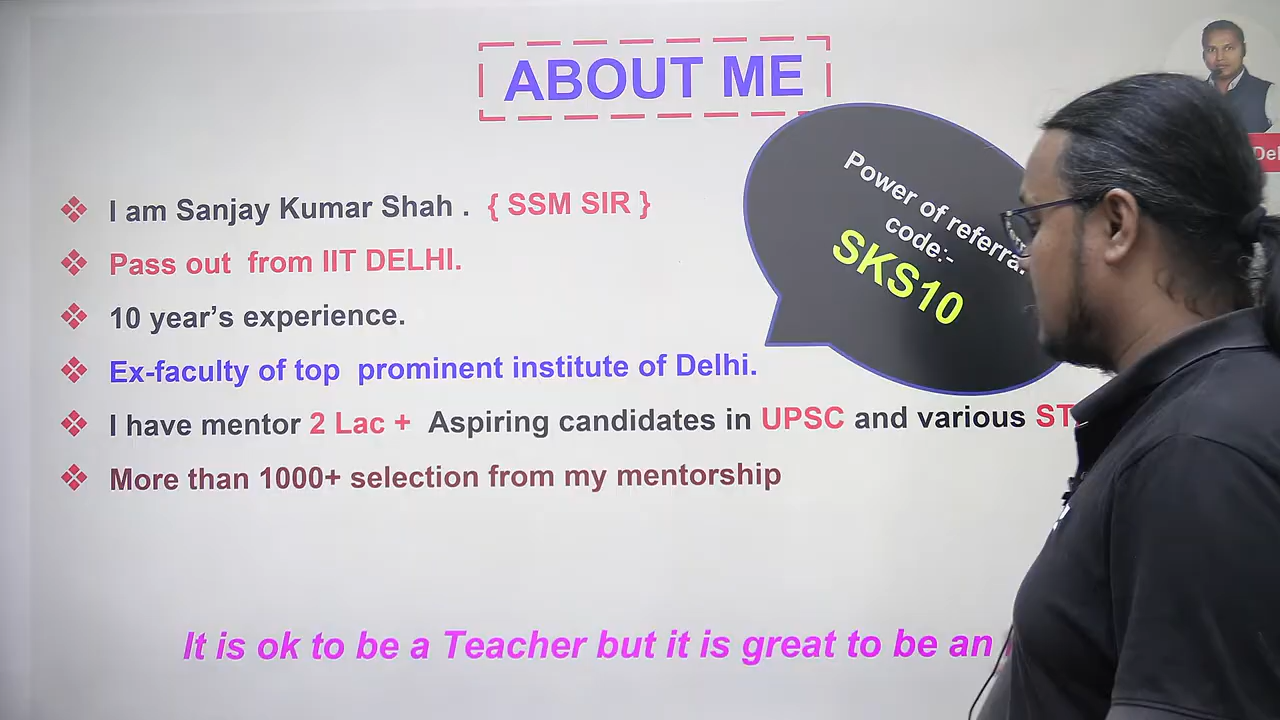 ABOUT ME
Power of referral
code:-
SKS10
I am Sanjay Kumar Shah . { SSM SIR }
Pass out from IIT DELHI.
10 year’s experience.
Ex-faculty of top prominent institute of Delhi.
I have mentor 2 Lac + Aspiring candidates in UPSC and various
More than 1000+ selection from my mentorship
It is ok to be a Teacher but it is great to be an